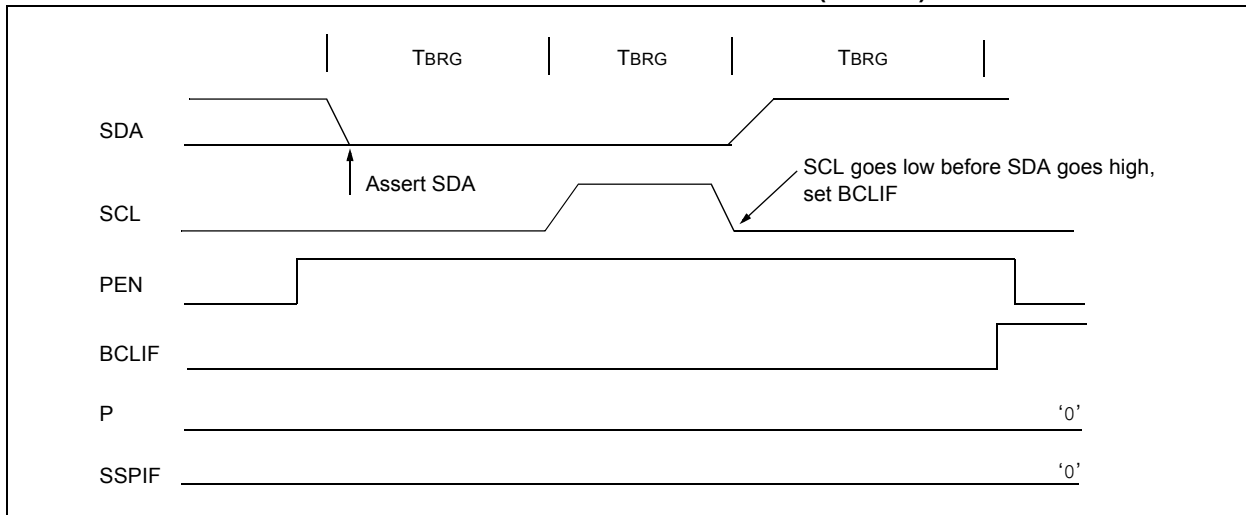 TBRG TBRG TBRG
SDA
Assert SDA
SCL goes low before SDA goes high,
set BCLIF
SCL
PEN
BCLIF
P
'0'
SSPIF
'0'